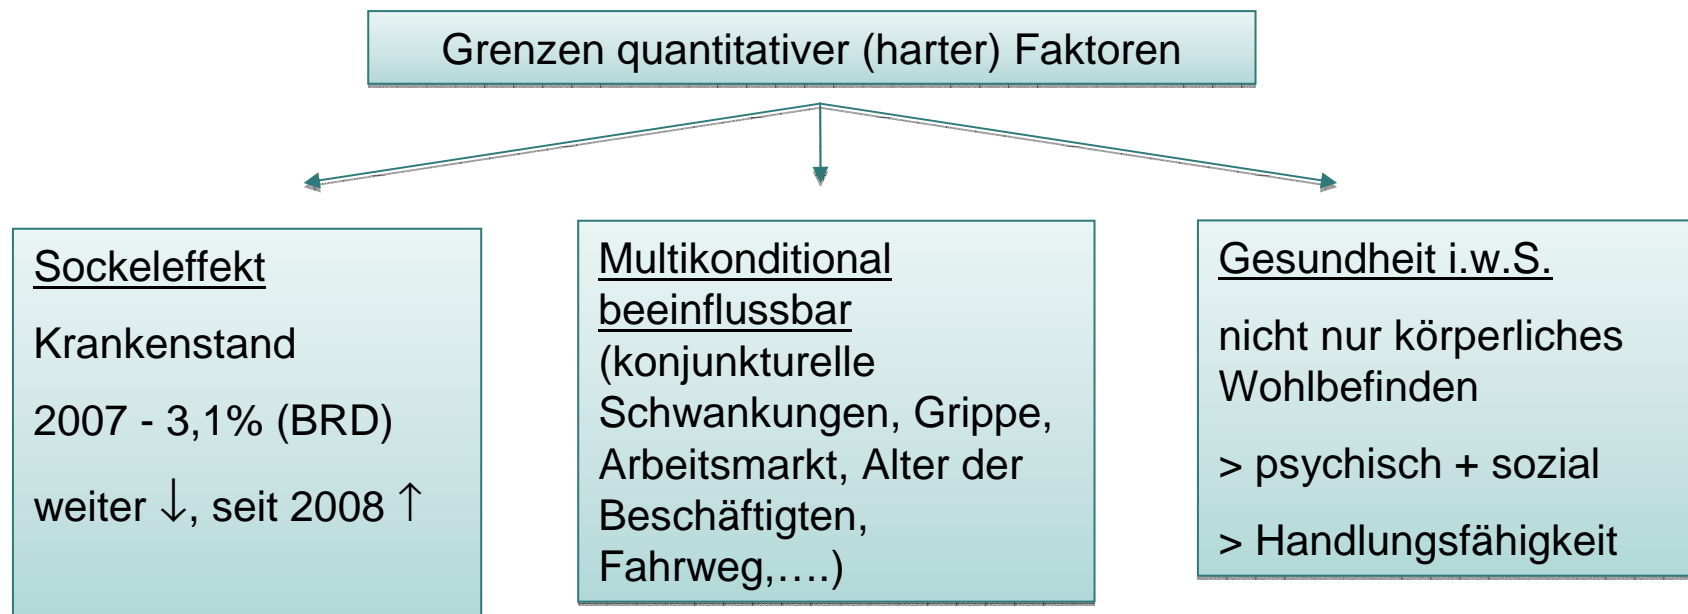 Grenzen quantitativer (harter) Faktoren
Sockeleffekt
Krankenstand
2007 - 3,1% (BRD)
weiter ↓, seit 2008 ↑
Multikonditional
beeinflussbar
(konjunkturelle
Schwankungen, Grippe,
Arbeitsmarkt, Alter der
Beschäftigten,
Fahrweg,….)
Gesundheit i.w.S.
nicht nur körperliches
Wohlbefinden
> psychisch + sozial
> Handlungsfähigkeit